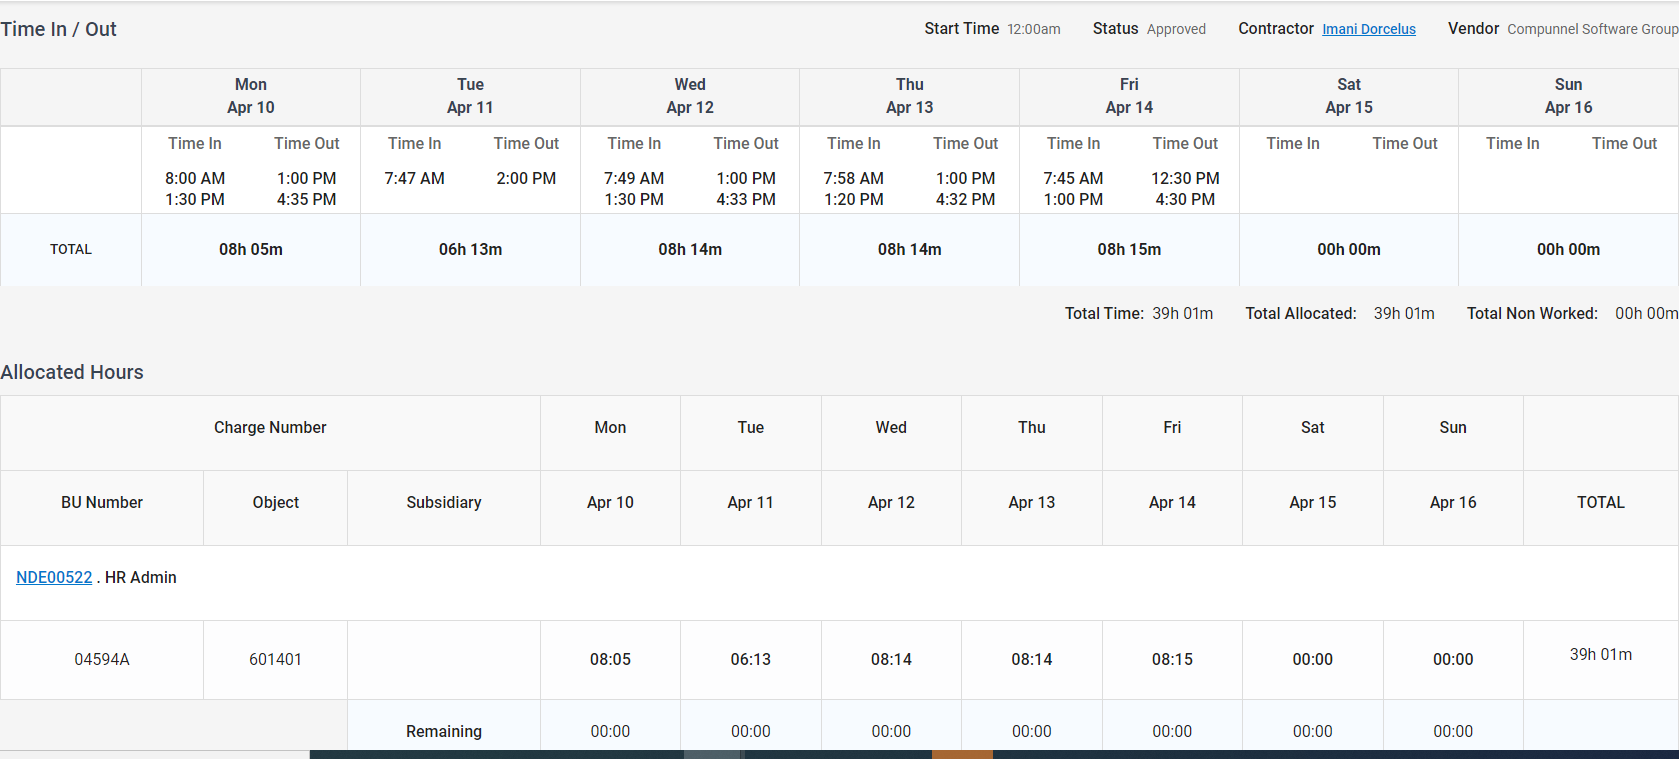 Time In / Out Start Time 12:00am Status Approved Contractor Imani Dorcelus Vendor Compunnel Software Group
Mon Tue Wed Thu Fri Sat Sun
Apr 10 Apr 11 Apr 12 Apr 13 Apr 14 Apr 15 Apr 16
Time In Time Out Time In Time Out Time In Time Out Time In Time Out Time In Time Out Time In Time Out Time In Time Out
8:00 AM 1:00 PM 7:47 AM 2:00 PM 7:49 AM 1:00 PM 7:58 AM 1:00 PM 7:45 AM 12:30 PM
1:30 PM 4:35 PM 1:30 PM 4:33 PM 1:20 PM 4:32 PM 1:00 PM 4:30 PM
TOTAL 08h 05m 06h 13m 08h 14m 08h 14m 08h 15m 00h 00m 00h 00m
Total Time: 39h 01m Total Allocated: 39h 01m Total Non Worked: 00h 00m
Allocated Hours
Charge Number Mon Tue Wed Thu Fri Sat Sun
BU Number Object Subsidiary Apr 10 Apr 11 Apr 12 Apr 13 Apr 14 Apr 15 Apr 16 TOTAL
NDE00522 . HR Admin
04594A 601401 08:05 06:13 08:14 08:14 08:15 00:00 00:00 39h 01m
Remaining 00:00 00:00 00:00 00:00 00:00 00:00 00:00